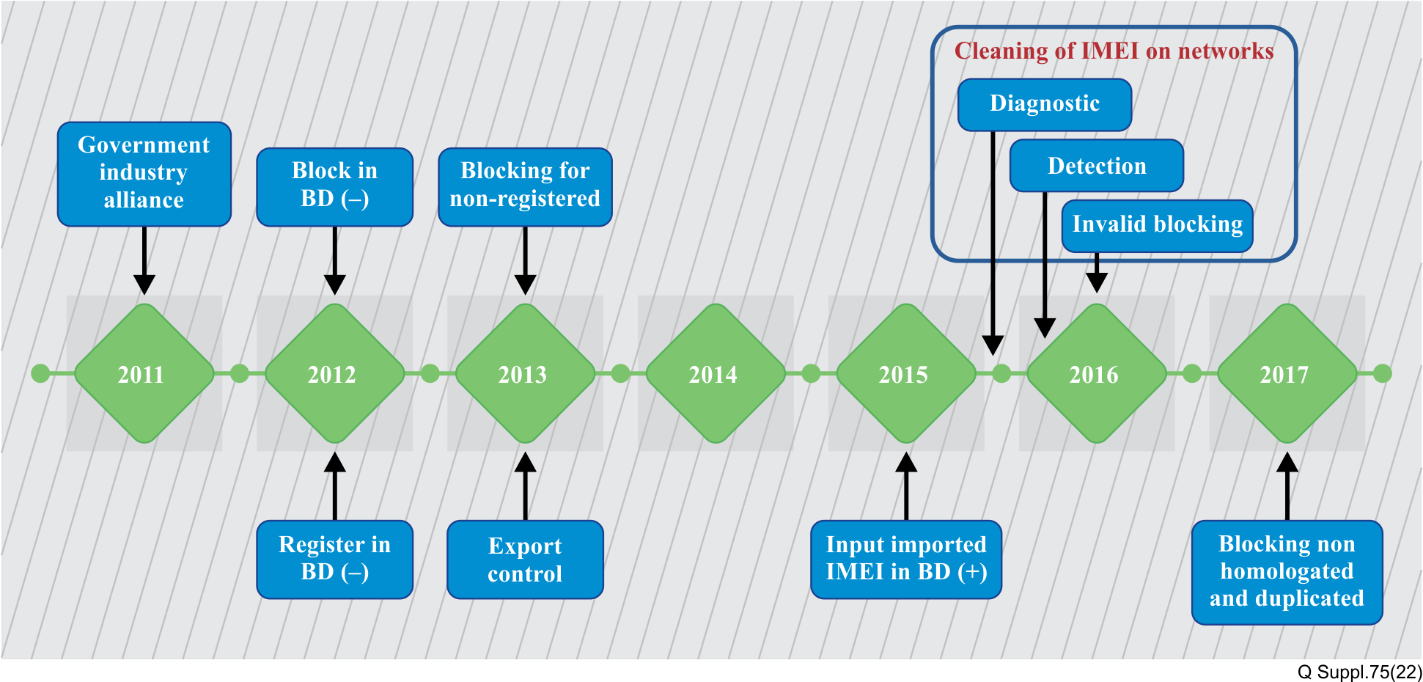 Cleaning of IMEI on networks
Diagnostic
Detection
Invalid blocking
Government
industry
alliance
Block in
BD (–)
Blocking for
non-registered
2011
2012
2013
2014
2015
2016
2017
Register in
BD (–)
Export
control
Input imported
IMEI in BD (+)
Blocking non
homologated
and duplicated
Q Suppl.75(22)